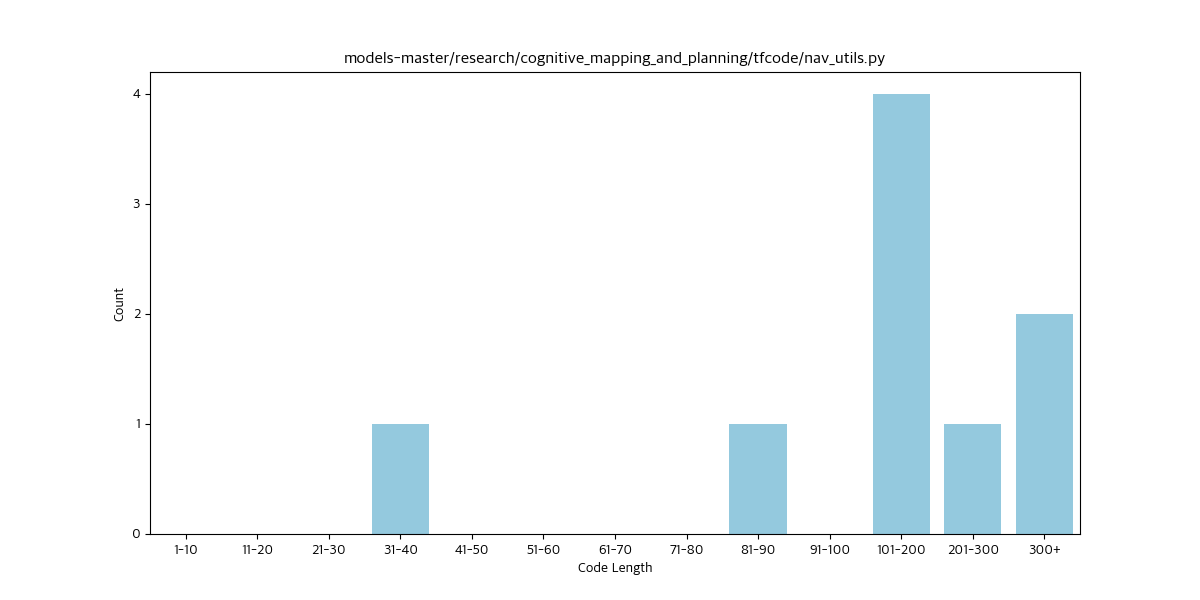 models-master/research/cognitive_mapping_and_planning/tfcode/nav_utils.py
4
3
2
1
0
Count
1-10 11-20 21-30 31-40 41-50 51-60 61-70 71-80 81-90 91-100 101-200 201-300 300+
Code Length